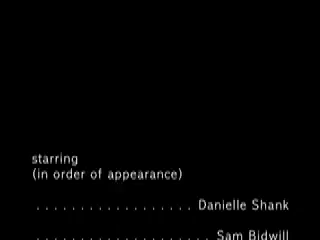 starring
(in order of appearance)
. . . . . . . . . . . . . . . . . . Danielle Shank
. . . . . . . . . . . . . . . . . . . . Sam Bidwill